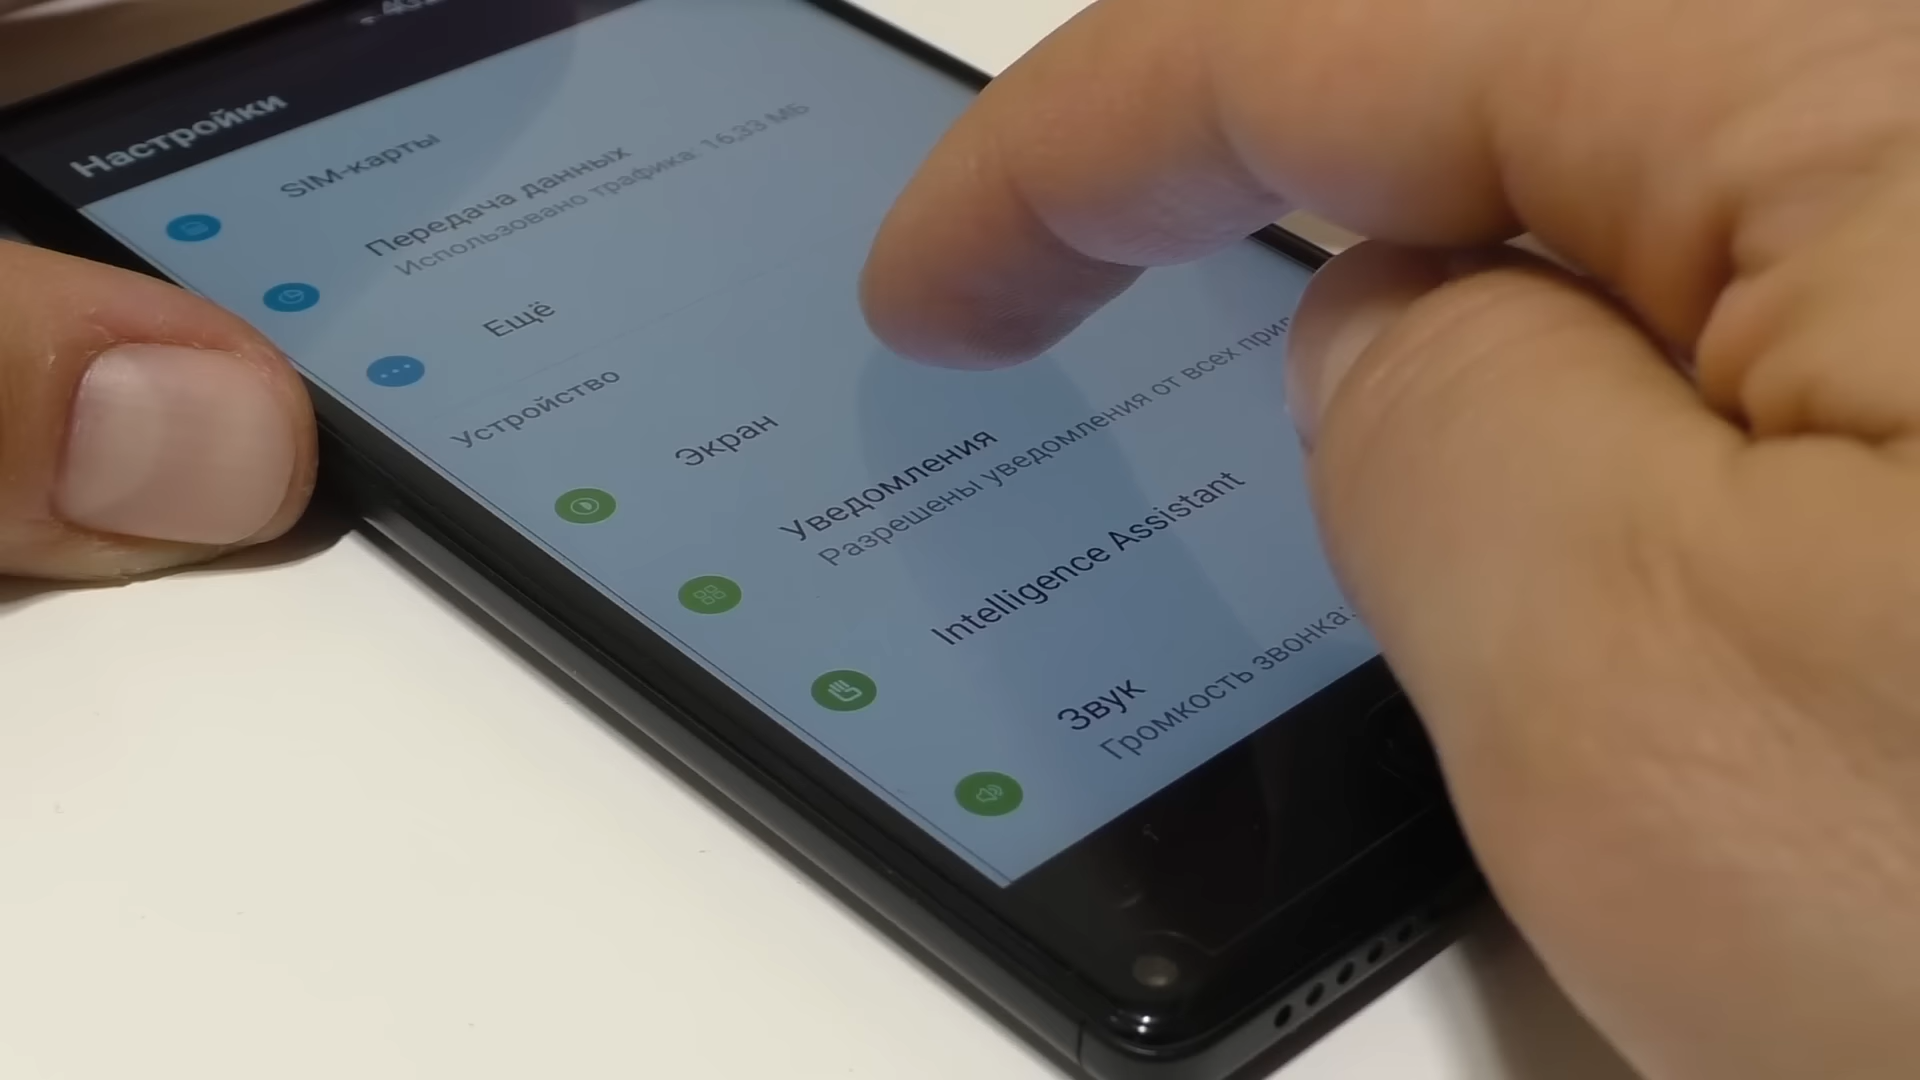 Настройки
SIM-карты
Передача данных
Использовано трафика: 16,33 МБ
Ещё
Устройство
Экран
Уведомления
Разрешены уведомления от всех
Intelligence Assistant
Звук
Громкость звонка: